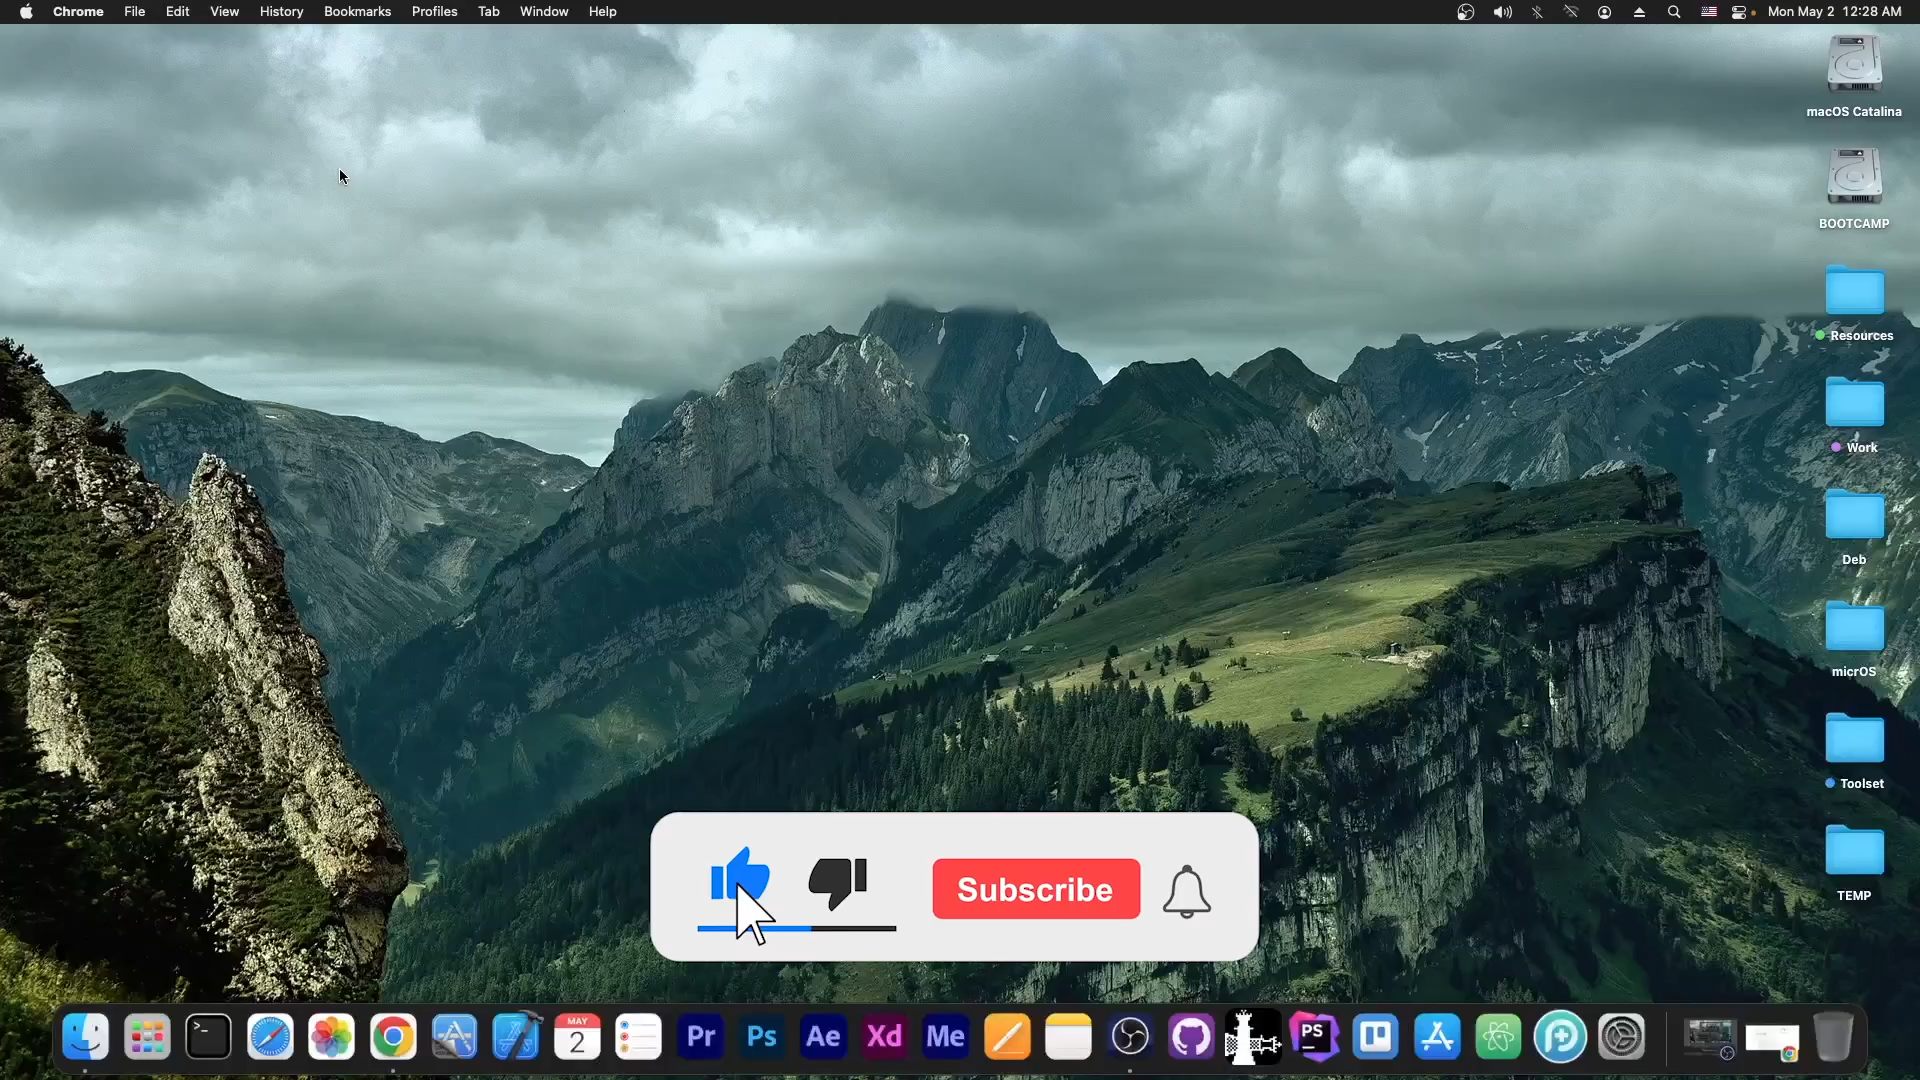 Chrome File Edit View History Bookmarks Profiles Tab Window Help Mon May 2 12:28 AM
macOS Catalina
BOOTCAMP
Resources
Work
Deb
micrOS
Toolset
TEMP
Subscribe
>_
MAY
2
Pr
Ps
Ae
Xd
Me
PS